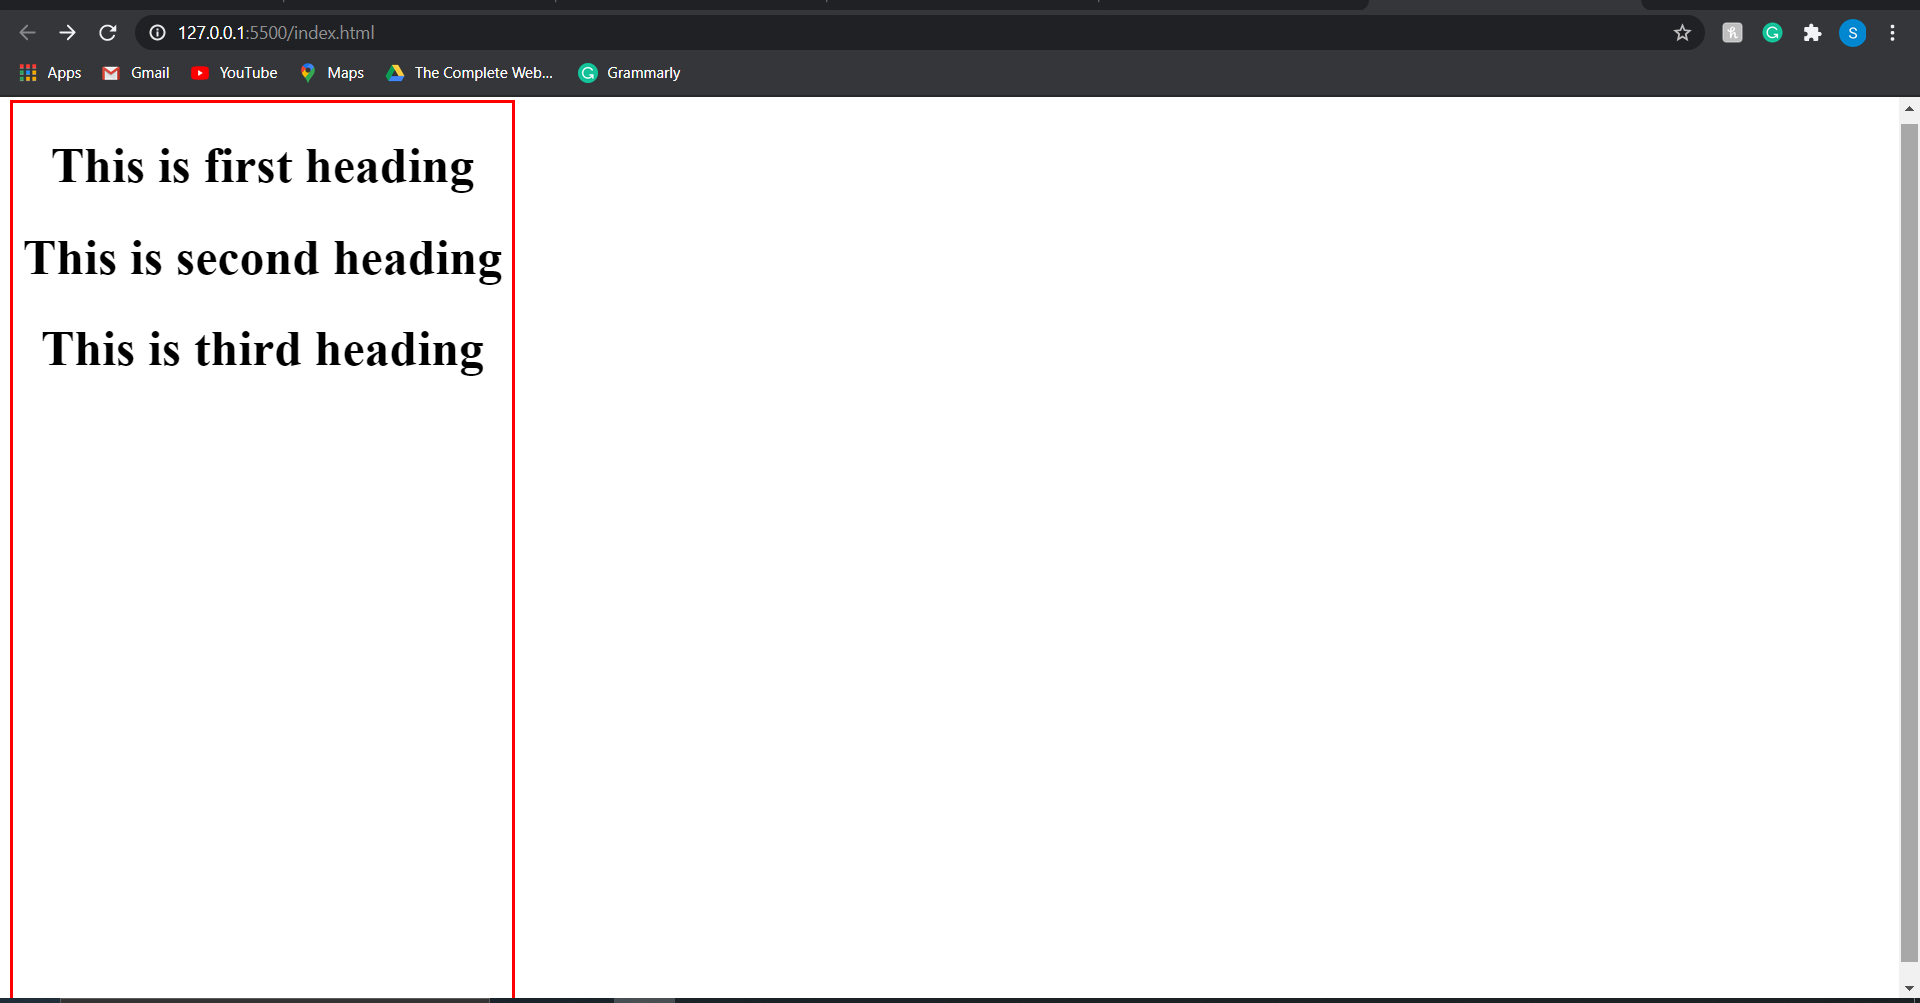 127.0.0.1:5500/index.html
S
Apps Gmail YouTube Maps The Complete Web... Grammarly
This is first heading
This is second heading
This is third heading